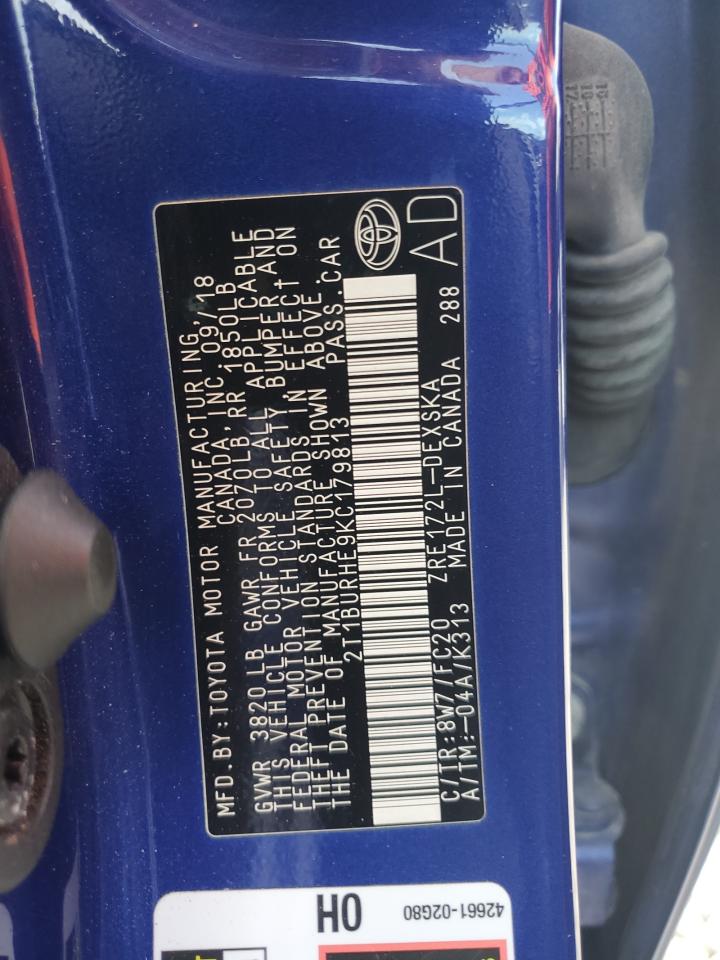 MFD.BY:TOYOTA MOTOR MANUFACTURING,
CANADA,INC. 09/18
GVWR 3820LB GAWR FR 2070LB,RR 1850LB
THIS VEHICLE CONFORMS TO ALL APPLICABLE
FEDERAL MOTOR VEHICLE SAFETY, BUMPER AND
THEFT PREVENTION STANDARDS IN EFFECT ON
THE DATE OF MANUFACTURE SHOWN ABOVE.
2T1BURHE9KC179813 PASS.CAR
C/TR:8W7/FC20 ZRE172L-DEXSKA 288
A/TM:-04A/K313 MADE IN CANADA
AD
OH
42661-02G80